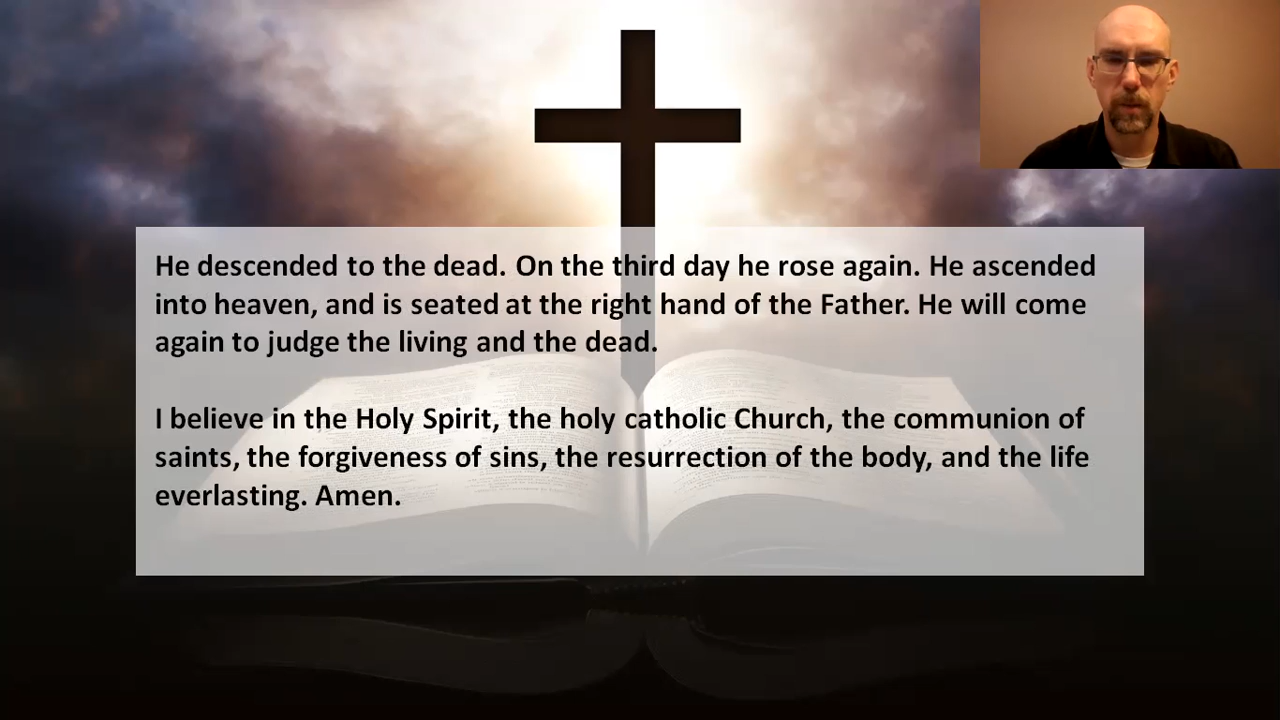 He descended to the dead. On the third day he rose again. He ascended
into heaven, and is seated at the right hand of the Father. He will come
again to judge the living and the dead.
I believe in the Holy Spirit, the holy catholic Church, the communion of
saints, the forgiveness of sins, the resurrection of the body, and the life
everlasting. Amen.